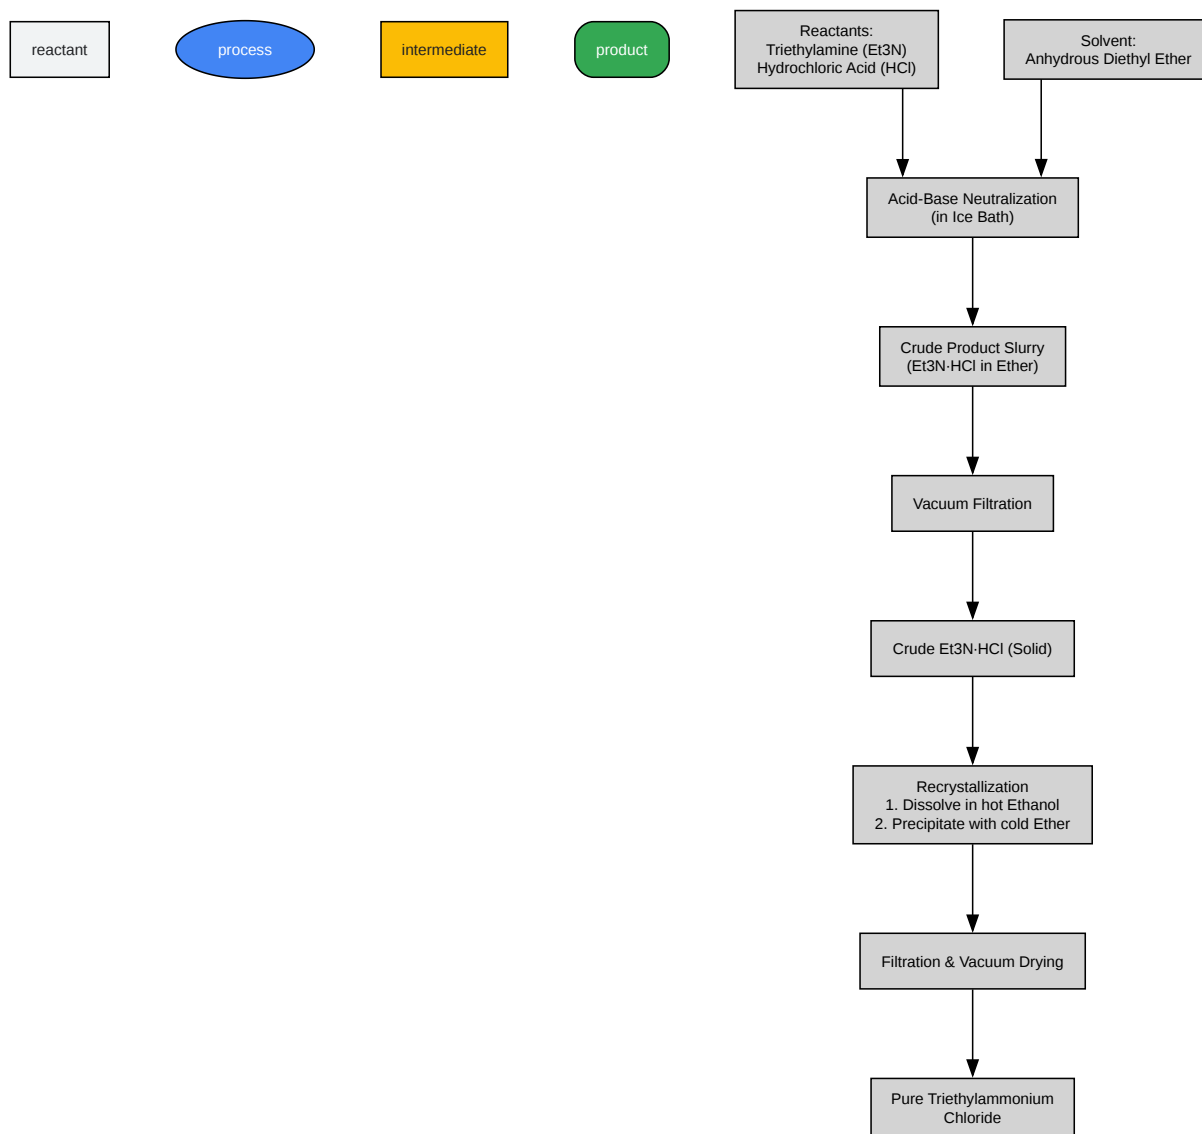 reactant
process
intermediate
product
Reactants:
Triethylamine (Et3N)
Hydrochloric Acid (HCl)
Solvent:
Anhydrous Diethyl Ether
Acid-Base Neutralization
(in Ice Bath)
Crude Product Slurry
(Et3N·HCl in Ether)
Vacuum Filtration
Crude Et3N·HCl (Solid)
Recrystallization
1. Dissolve in hot Ethanol
2. Precipitate with cold Ether
Filtration & Vacuum Drying
Pure Triethylammonium
Chloride